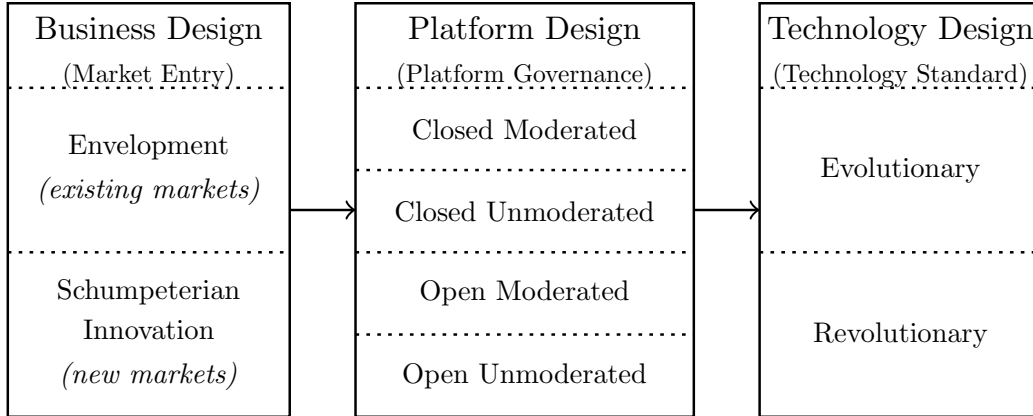 Business Design
(Market Entry)
Envelopment
(existing markets)
Schumpeterian
Innovation
(new markets)
Platform Design
(Platform Governance)
Closed Moderated
Closed Unmoderated
Open Moderated
Open Unmoderated
Technology Design
(Technology Standard)
Evolutionary
Revolutionary